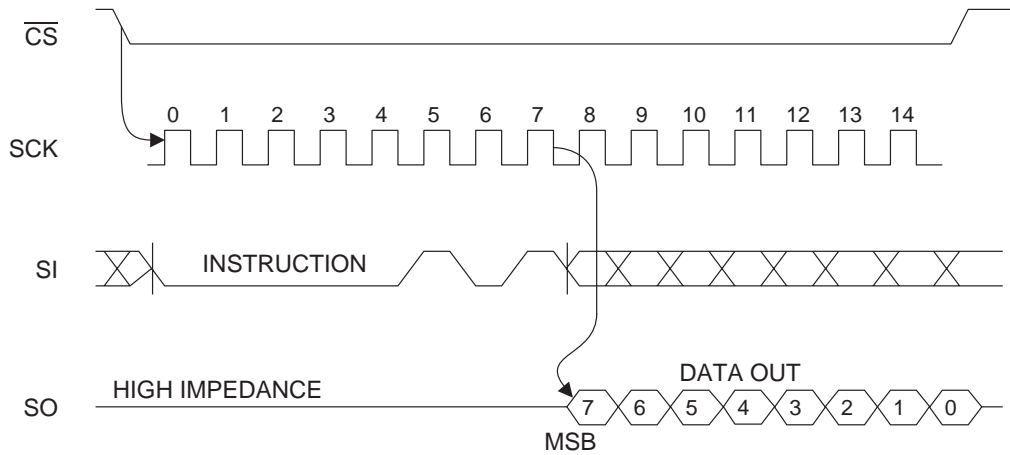 CS
0 1 2 3 4 5 6 7 8 9 10 11 12 13 14
SCK
SI
INSTRUCTION
DATA OUT
HIGH IMPEDANCE
SO
7 6 5 4 3 2 1 0
MSB